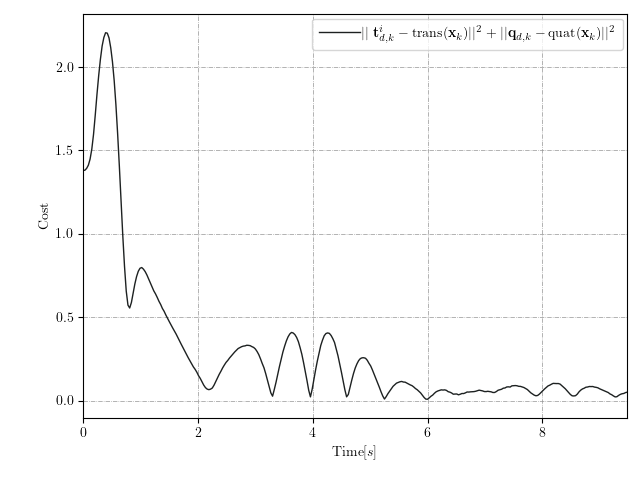 || t^i_{d,k} − trans(x_k)||² + ||q_{d,k} − quat(x_k)||²
2.0
1.5
1.0
0.5
0.0
Cost
0 2 4 6 8
Time[s]